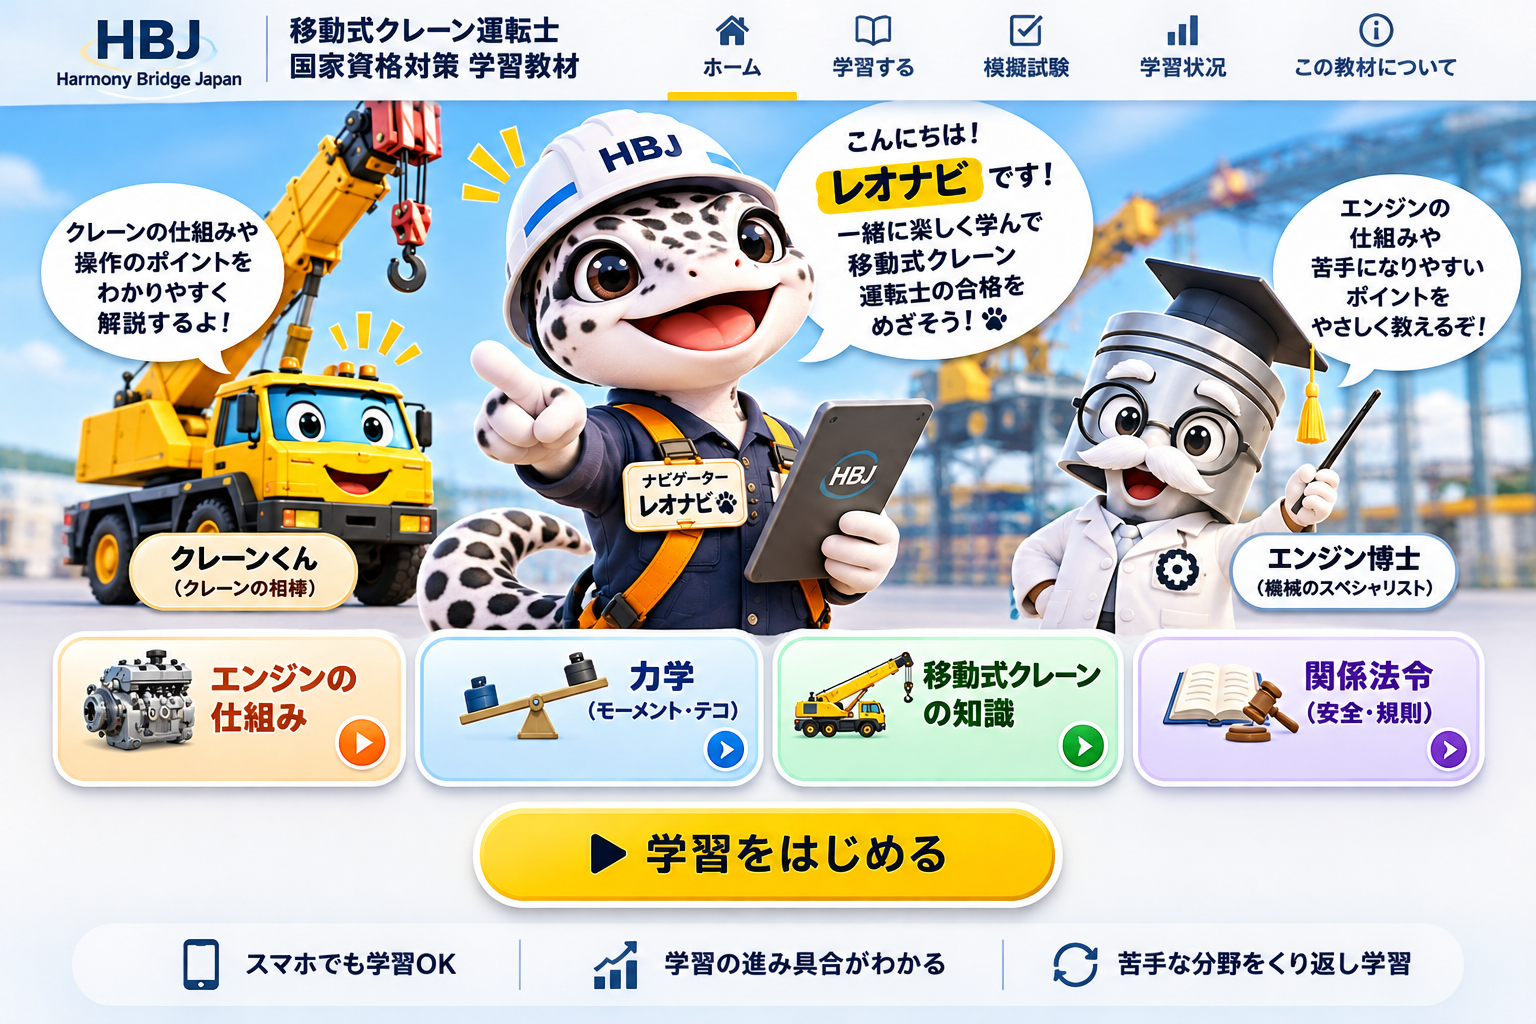 HBJ
Harmony Bridge Japan
移動式クレーン運転士
国家資格対策 学習教材
ホーム
学習する
模擬試験
学習状況
この教材について
クレーンの仕組みや
操作のポイントを
わかりやすく
解説するよ！
HBJ
こんにちは！
レオナビ です！
一緒に楽しく学んで
移動式クレーン
運転士の合格を
めざそう！
エンジンの
仕組みや
苦手になりやすい
ポイントを
やさしく教えるぞ！
ナビゲーター
レオナビ
HBJ
クレーンくん
（クレーンの相棒）
エンジン博士
（機械のスペシャリスト）
エンジンの
仕組み
力学
（モーメント・テコ）
移動式クレーン
の知識
関係法令
（安全・規則）
学習をはじめる
スマホでも学習OK
学習の進み具合がわかる
苦手な分野をくり返し学習